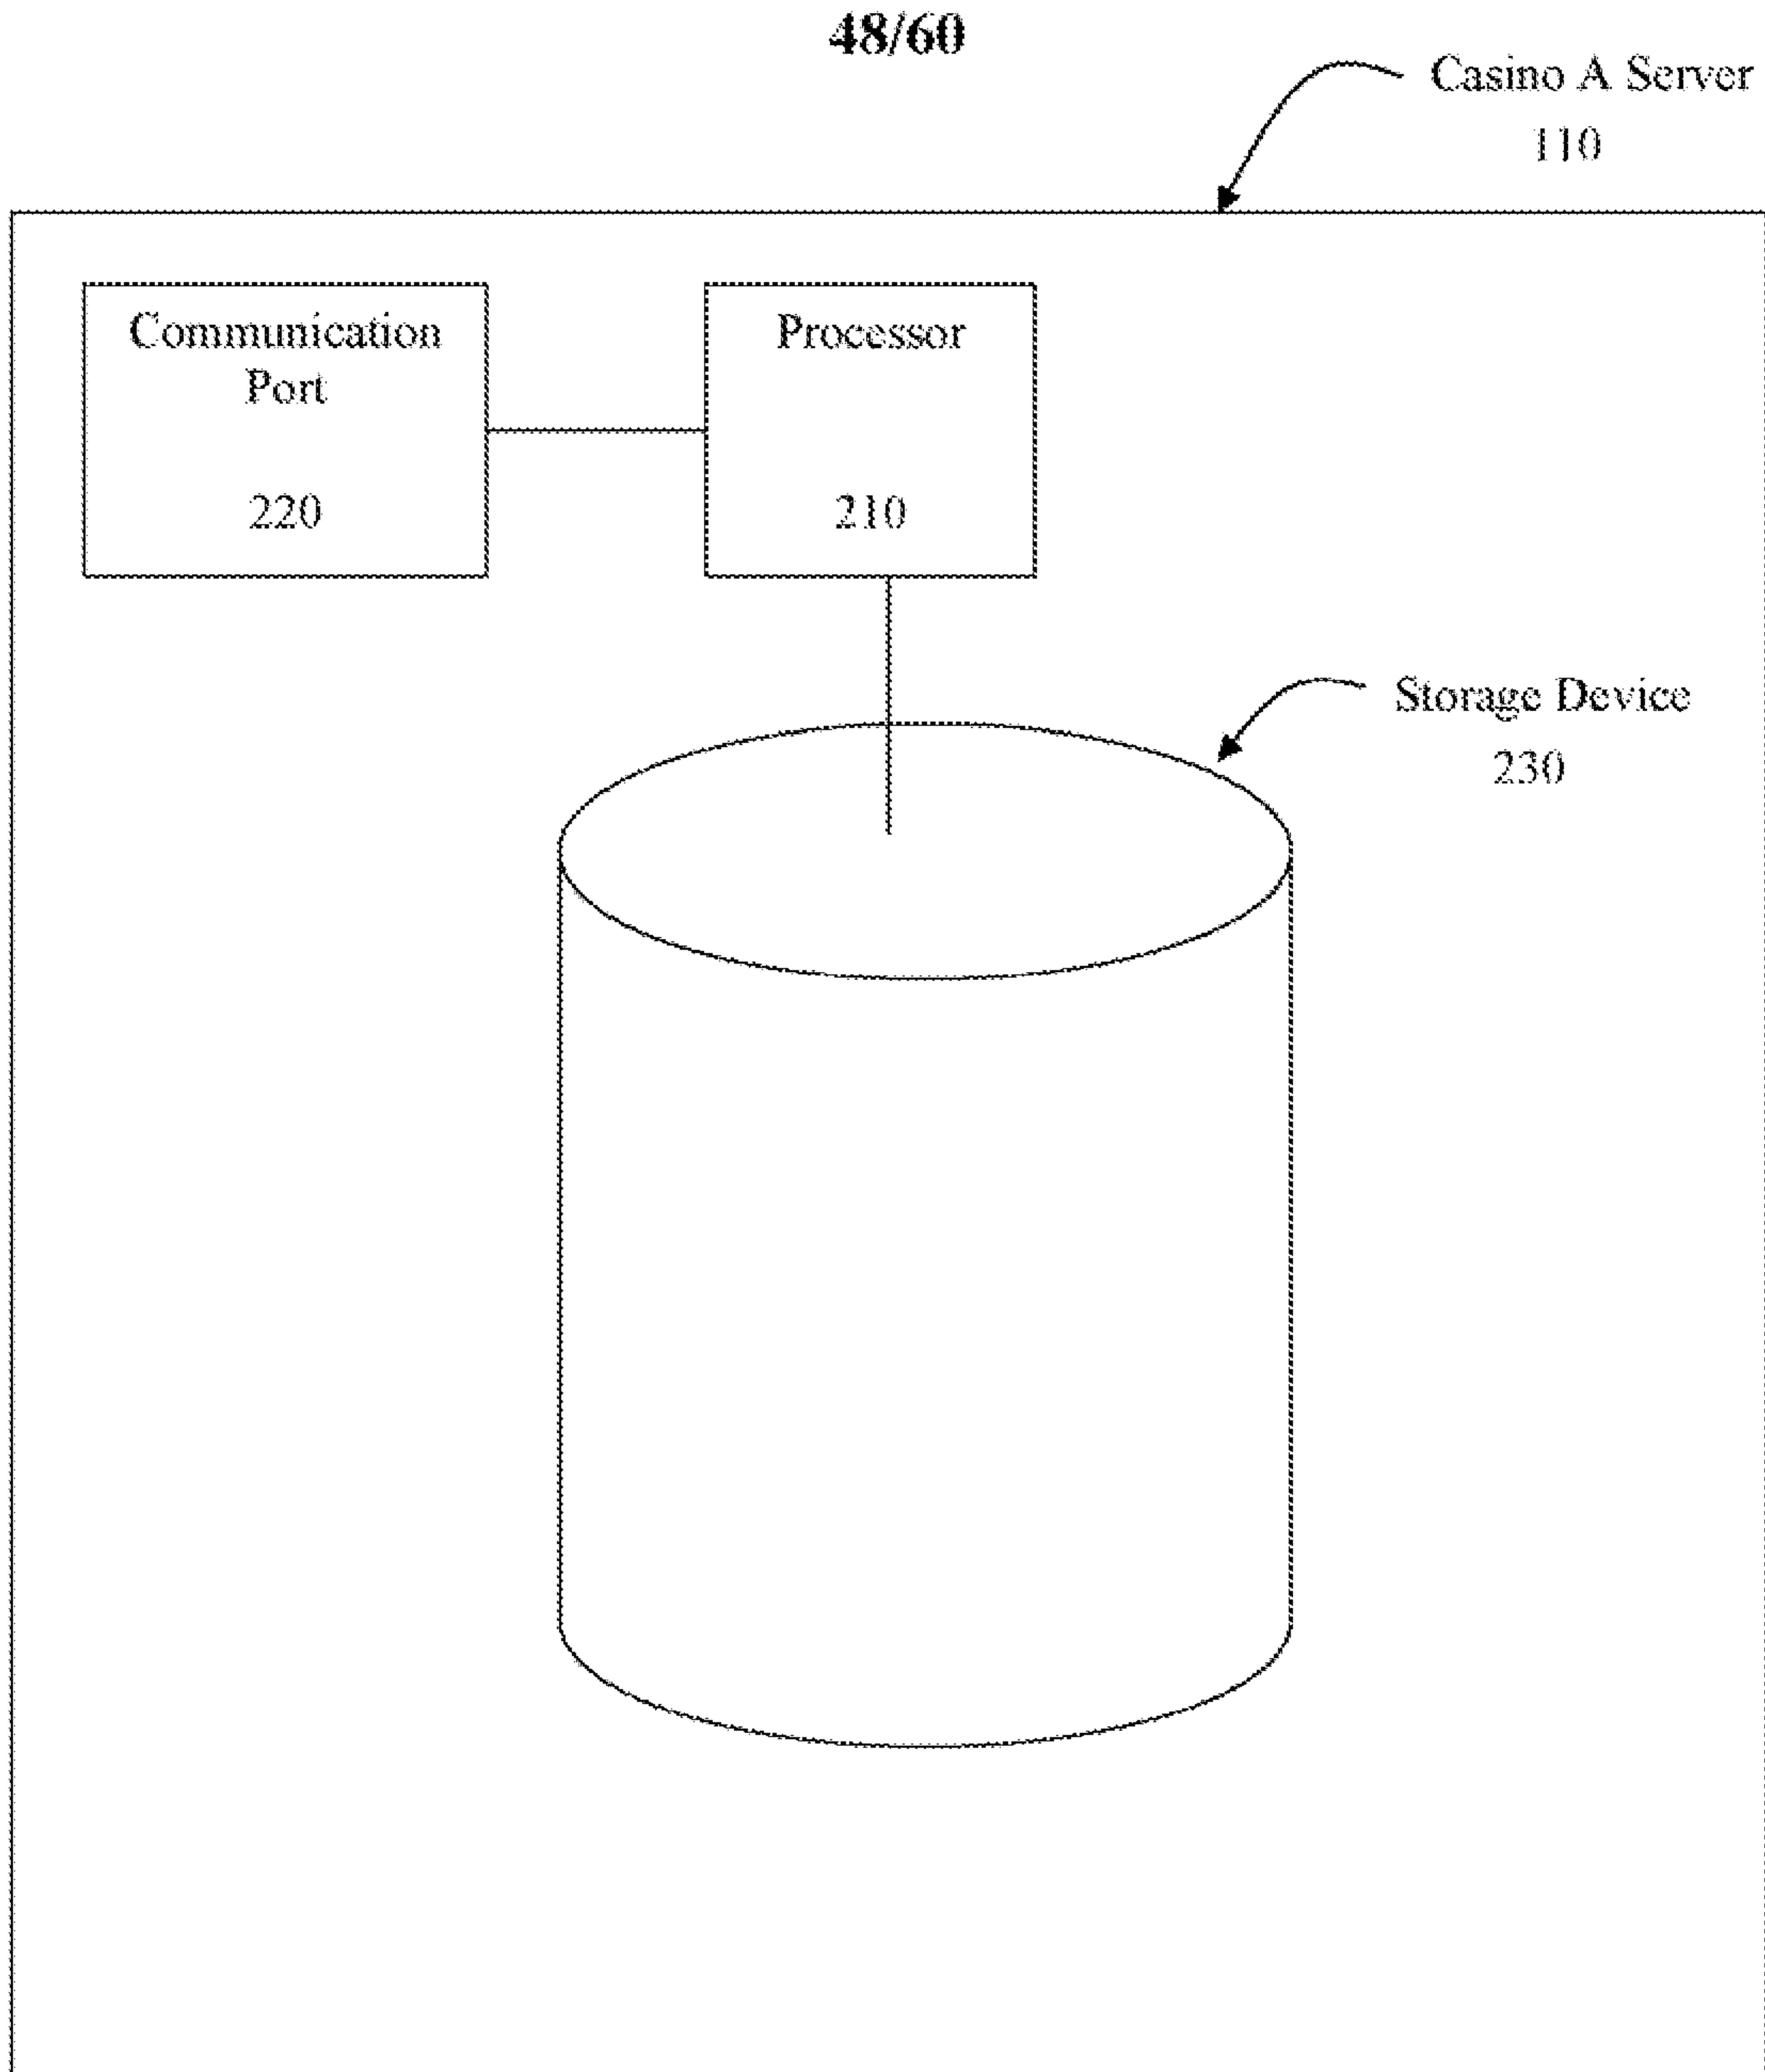 48/60
Casino A Server
110
Communication
Port
220
Processor
210
Storage Device
230